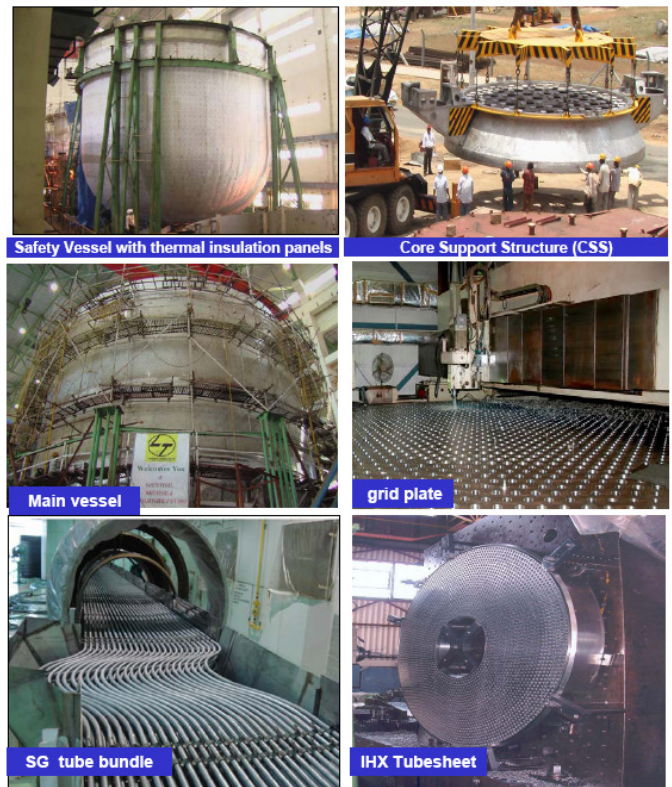 Safety Vessel with thermal insulation panels
Core Support Structure (CSS)
Welcomes You
Main vessel
grid plate
SG tube bundle
IHX Tubesheet